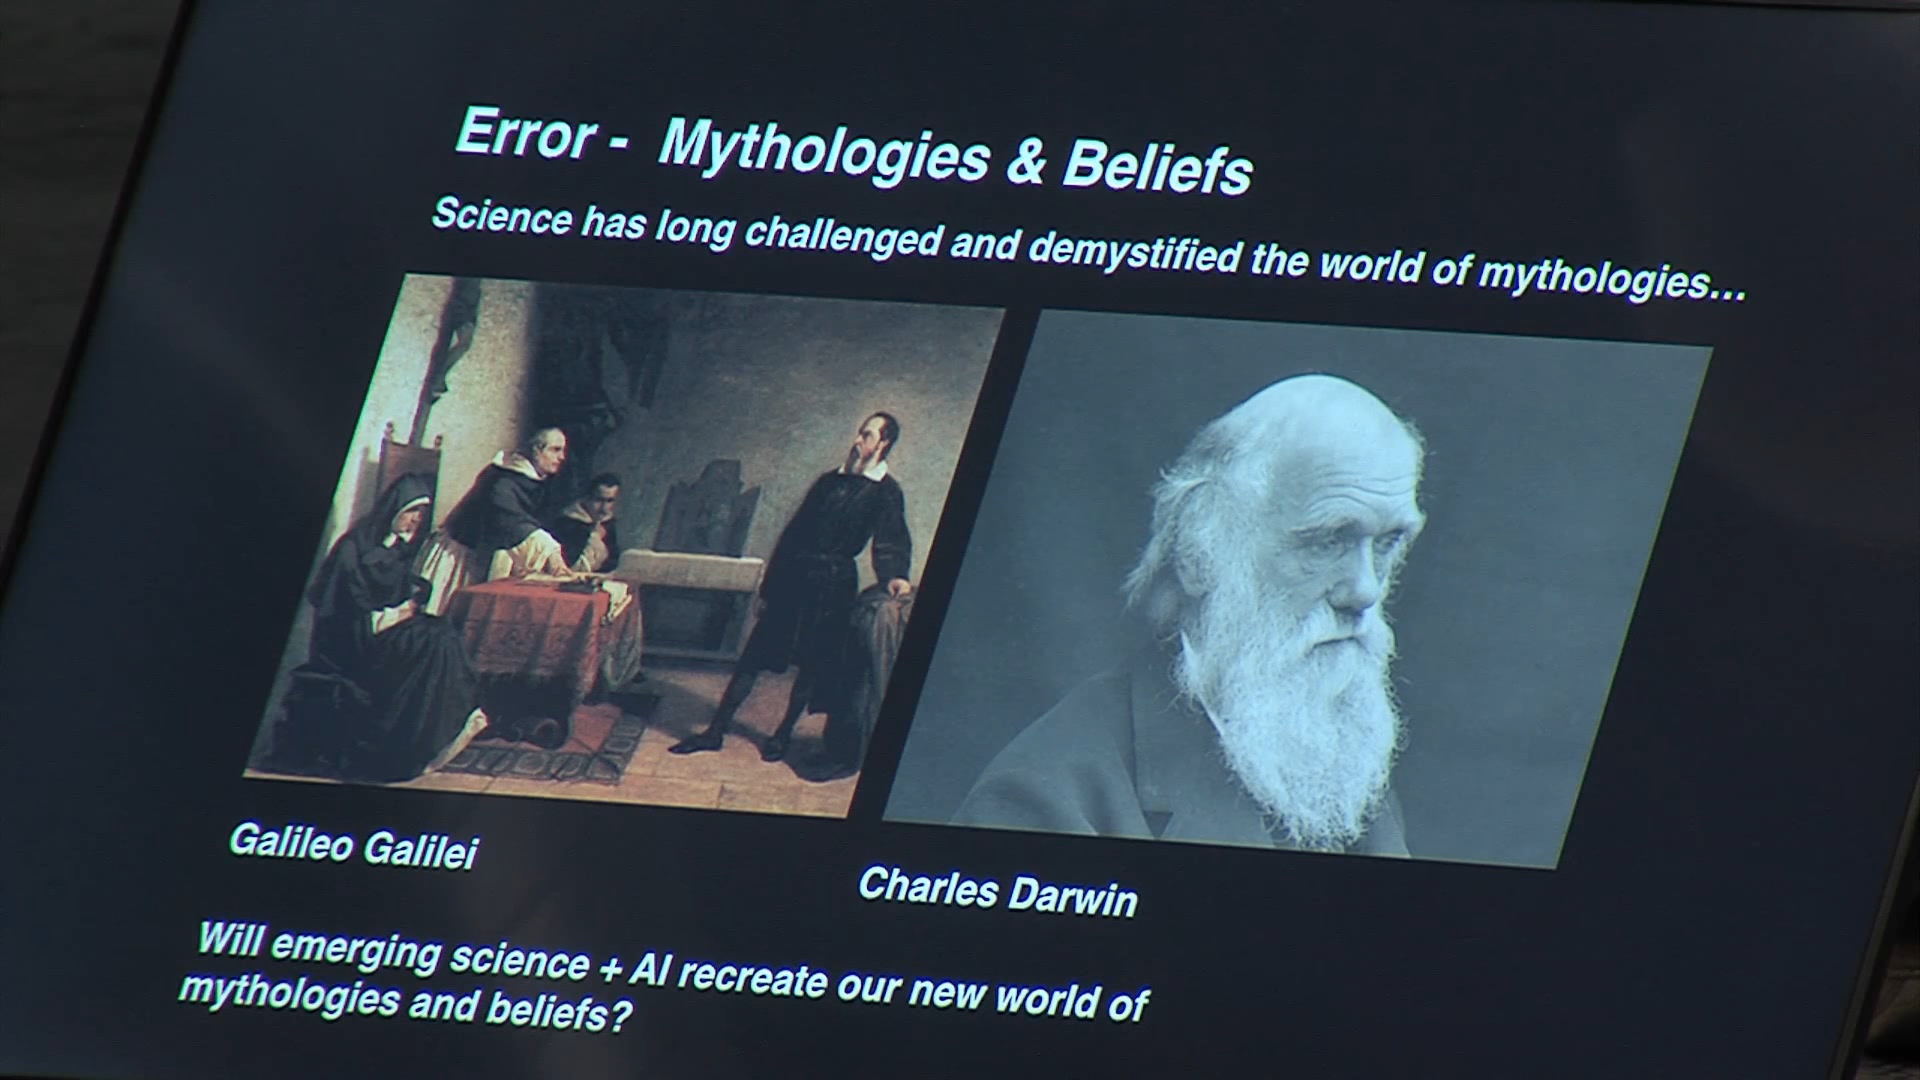 Error - Mythologies & Beliefs
Science has long challenged and demystified the world of mythologies...
Galileo Galilei
Charles Darwin
Will emerging science + AI recreate our new world of
mythologies and beliefs?